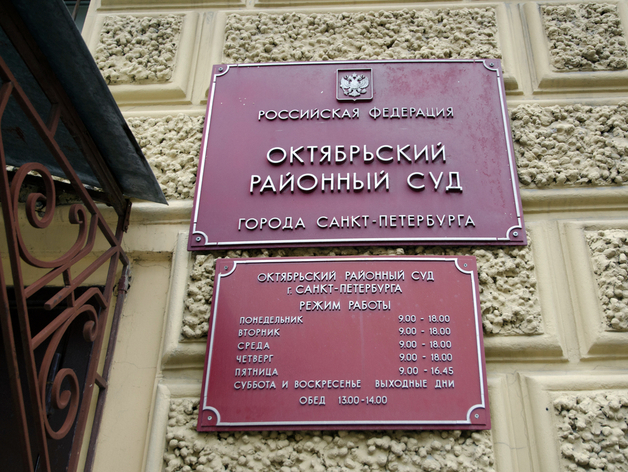 РОССИЙСКАЯ ФЕДЕРАЦИЯ
ОКТЯБРЬСКИЙ
РАЙОННЫЙ СУД
ГОРОДА САНКТ-ПЕТЕРБУРГА
ОКТЯБРЬСКИЙ РАЙОННЫЙ СУД
Г. САНКТ-ПЕТЕРБУРГА
РЕЖИМ РАБОТЫ
ПОНЕДЕЛЬНИК 9.00 - 18.00
ВТОРНИК 9.00 - 18.00
СРЕДА 9.00 - 18.00
ЧЕТВЕРГ 9.00 - 18.00
ПЯТНИЦА 9.00 - 16.45
СУББОТА И ВОСКРЕСЕНЬЕ ВЫХОДНЫЕ ДНИ
ОБЕД 13.00-14.00